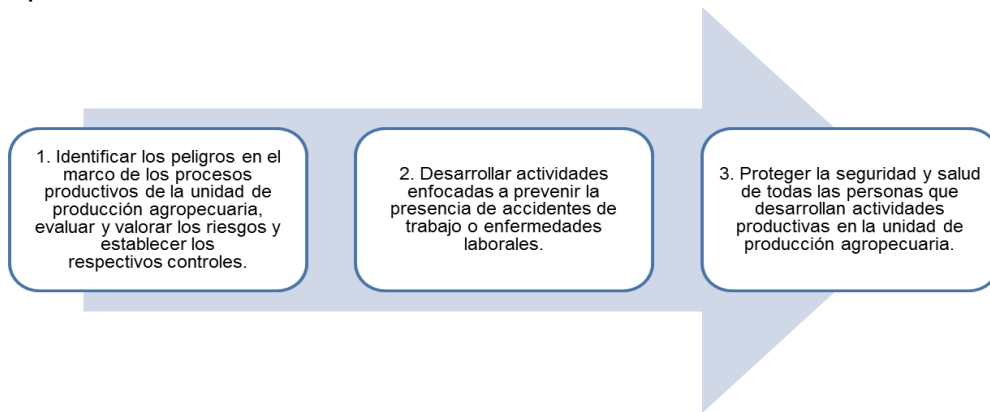 1. Identificar los peligros en el
marco de los procesos
productivos de la unidad de
producción agropecuaria,
evaluar y valorar los riesgos y
establecer los
respectivos controles.
2. Desarrollar actividades
enfocadas a prevenir la
presencia de accidentes de
trabajo o enfermedades
laborales.
3. Proteger la seguridad y salud
de todas las personas que
desarrollan actividades
productivas en la unidad de
producción agropecuaria.